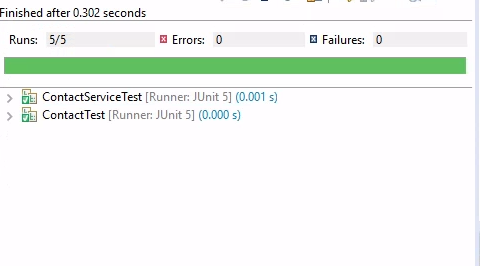 Finished after 0.302 seconds
Runs: 5/5 Errors: 0 Failures: 0
ContactServiceTest [Runner: JUnit 5] (0.001 s)
ContactTest [Runner: JUnit 5] (0.000 s)